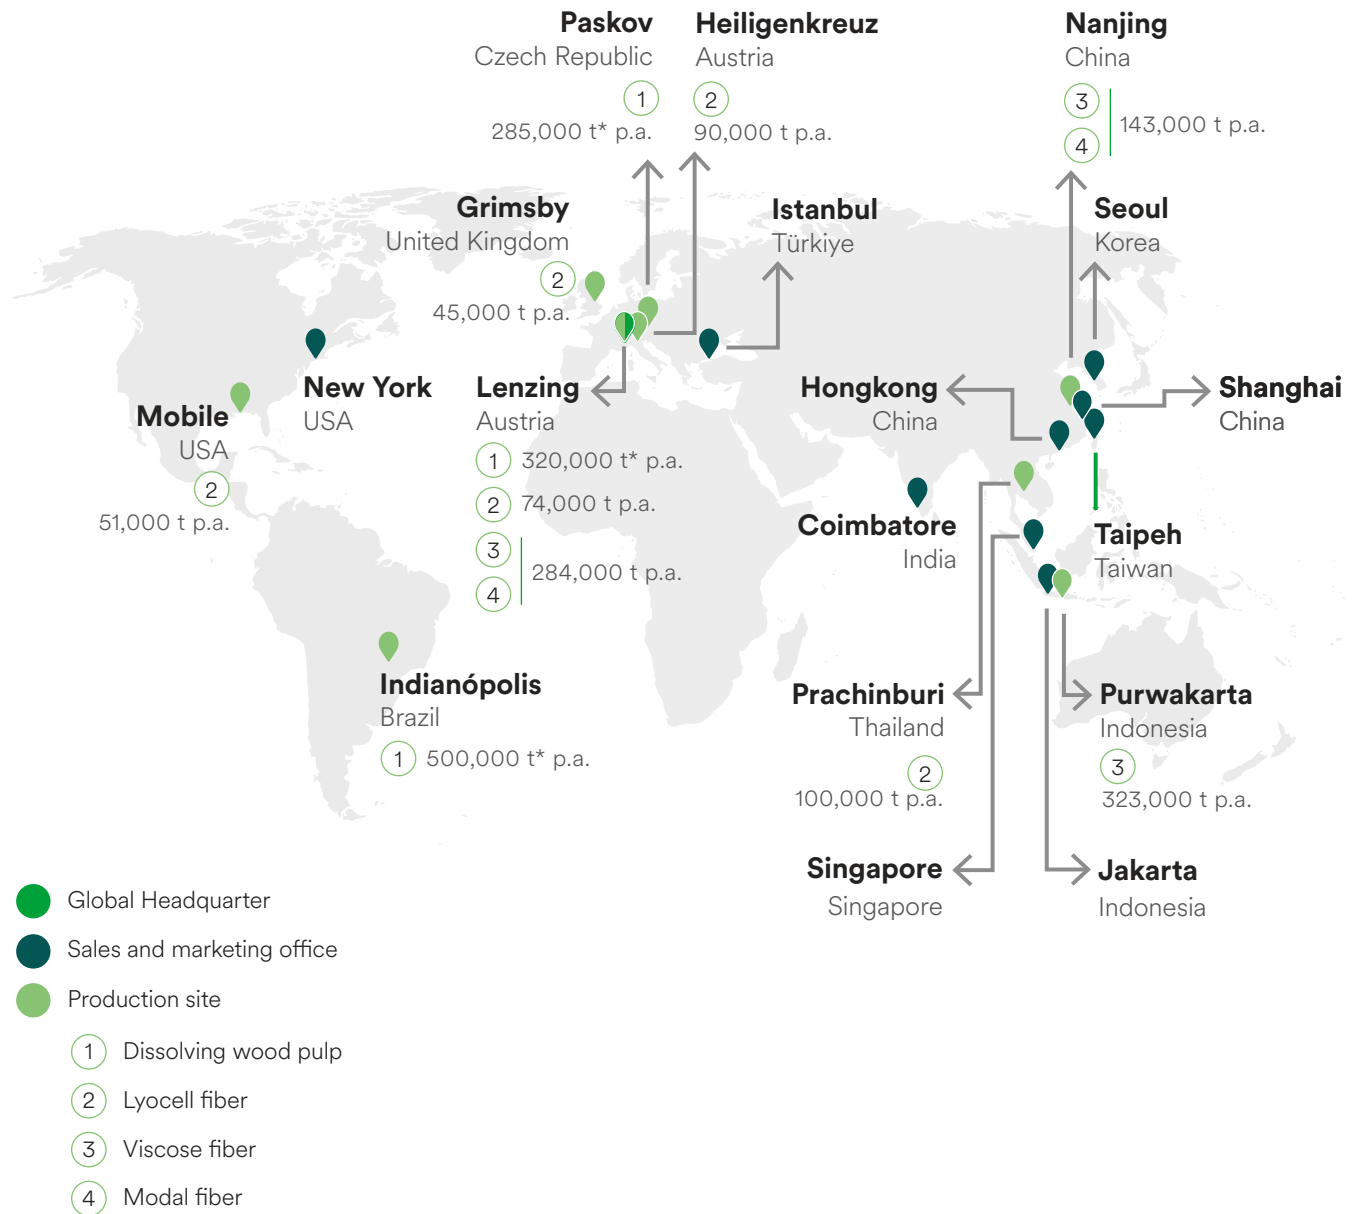 Paskov
Czech Republic
1
285,000 t* p.a.
Heiligenkreuz
Austria
2
90,000 t p.a.
Nanjing
China
3
4
143,000 t p.a.
Grimsby
United Kingdom
2
45,000 t p.a.
Istanbul
Türkiye
Seoul
Korea
New York
USA
Mobile
USA
2
51,000 t p.a.
Lenzing
Austria
1 320,000 t* p.a.
2 74,000 t p.a.
3
4
284,000 t p.a.
Hongkong
China
Shanghai
China
Coimbatore
India
Taipeh
Taiwan
Indianópolis
Brazil
1 500,000 t* p.a.
Prachinburi
Thailand
2
100,000 t p.a.
Purwakarta
Indonesia
3
323,000 t p.a.
Singapore
Singapore
Jakarta
Indonesia
Global Headquarter
Sales and marketing office
Production site
1 Dissolving wood pulp
2 Lyocell fiber
3 Viscose fiber
4 Modal fiber